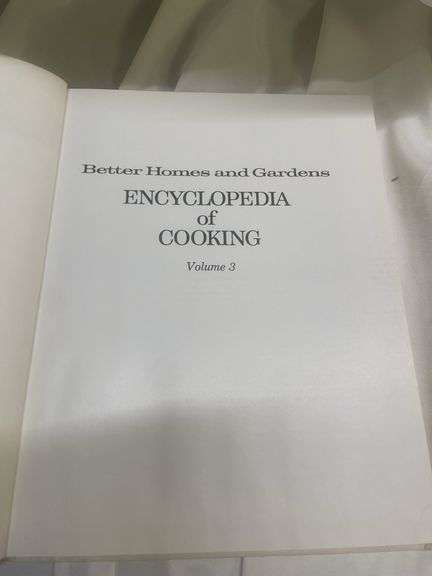 Better Homes and Gardens
ENCYCLOPEDIA
of
COOKING
Volume 3